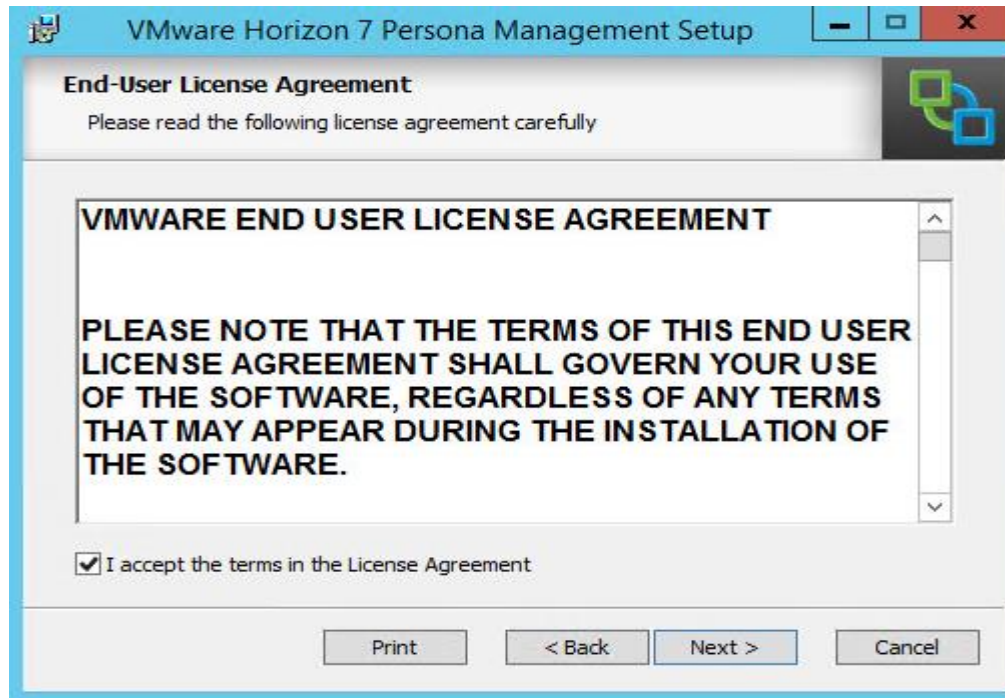 VMware Horizon 7 Persona Management Setup
End-User License Agreement
Please read the following license agreement carefully
VMWARE END USER LICENSE AGREEMENT
PLEASE NOTE THAT THE TERMS OF THIS END USER
LICENSE AGREEMENT SHALL GOVERN YOUR USE
OF THE SOFTWARE, REGARDLESS OF ANY TERMS
THAT MAY APPEAR DURING THE INSTALLATION OF
THE SOFTWARE.
I accept the terms in the License Agreement
Print < Back Next > Cancel